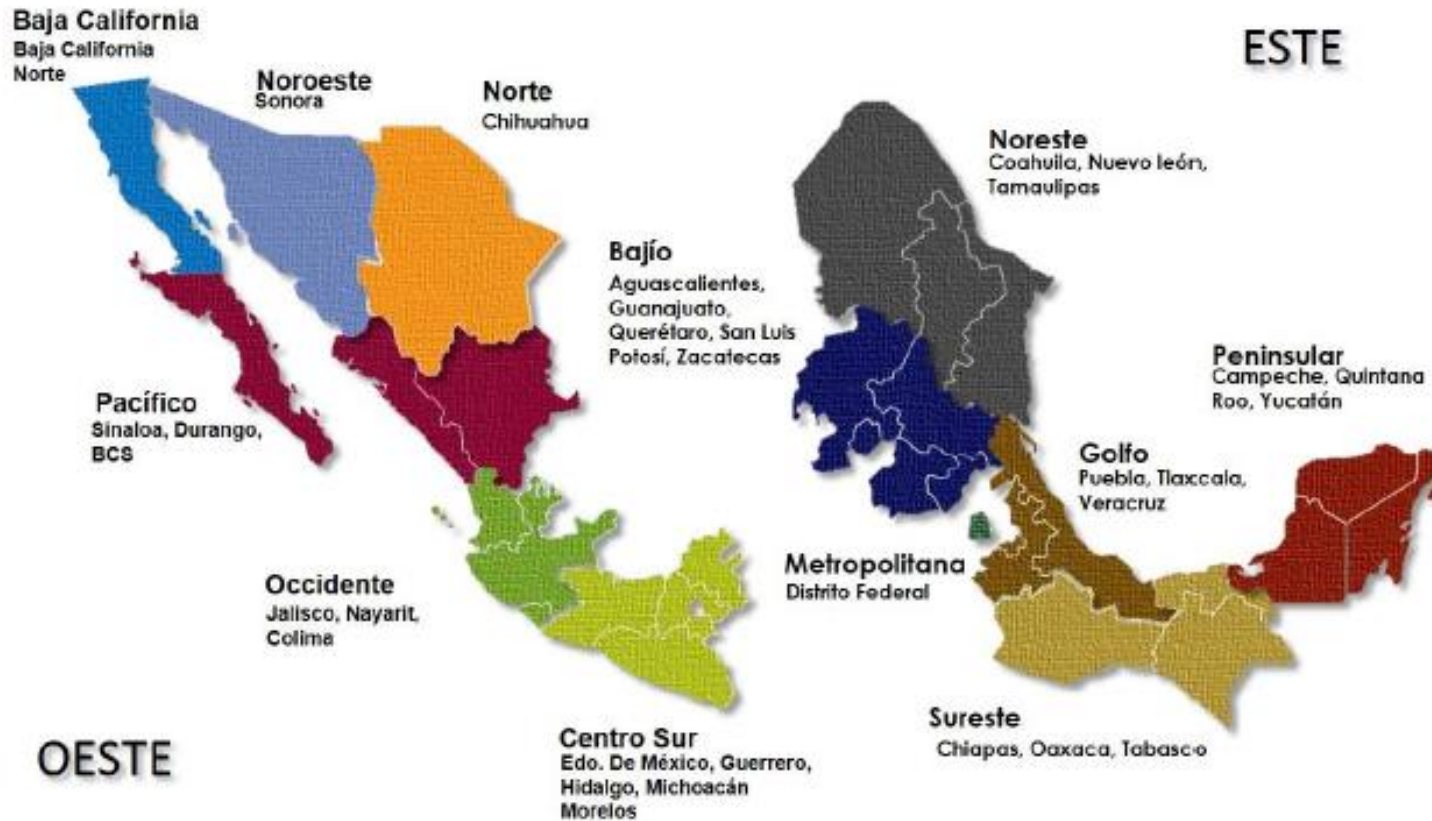 Baja California
Baja California
Norte
Noroeste
Sonora
Norte
Chihuahua
ESTE
Noreste
Coahuila, Nuevo león,
Tamaulipas
Bajío
Aguascalientes,
Guanajuato,
Querétaro, San Luis
Potosí, Zacatecas
Peninsular
Campeche, Quintana
Roo, Yucatán
Pacífico
Sinaloa, Durango,
BCS
Golfo
Puebla, Tlaxcala,
Veracruz
Metropolitana
Distrito Federal
Occidente
Jalisco, Nayarit,
Colima
Sureste
Chiapas, Oaxaca, Tabasco
OESTE
Centro Sur
Edo. De México, Guerrero,
Hidalgo, Michoacán
Morelos